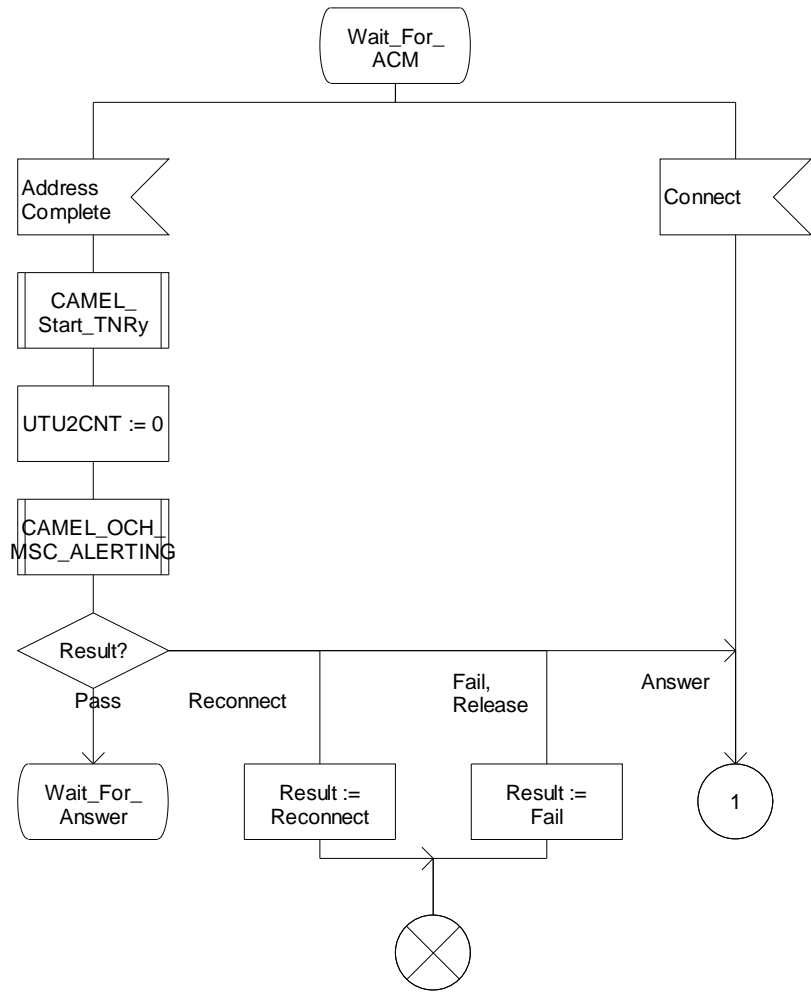 Wait_For_
ACM
Address
Complete
Connect
CAMEL_
Start_TNRy
UTU2CNT := 0
CAMEL_OCH_
MSC_ALERTING
Result?
Pass
Reconnect
Fail,
Release
Answer
Wait_For_
Answer
Result :=
Reconnect
Result :=
Fail
1